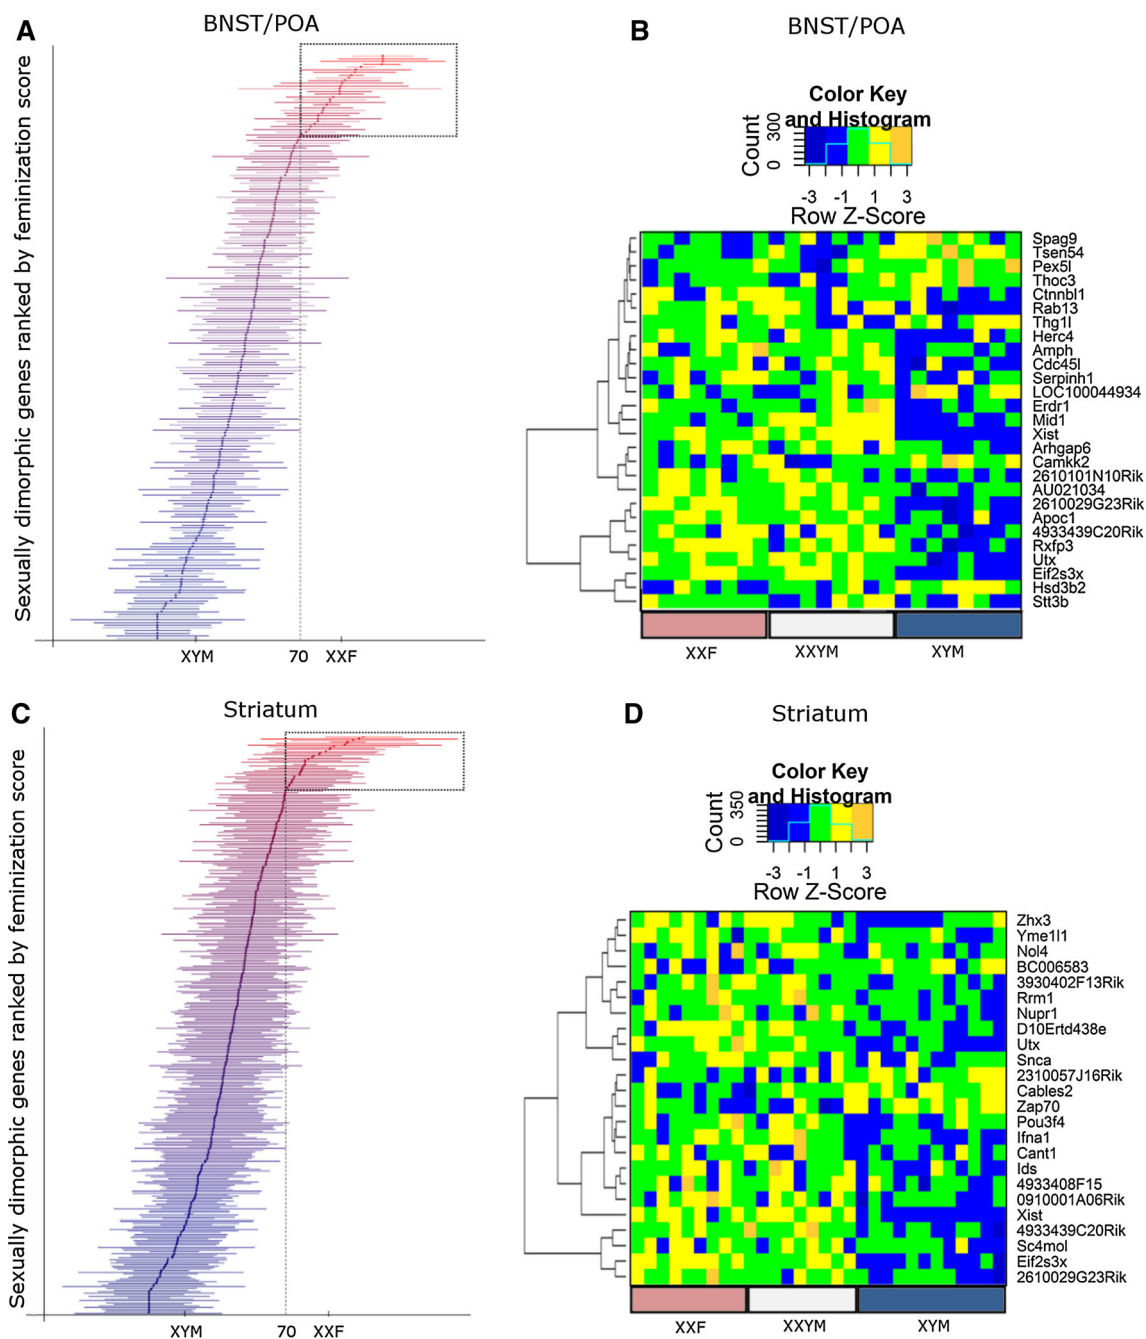 A
BNST/POA
Sexually dimorphic genes ranked by feminization score
XYM 70 XXF
B
BNST/POA
Color Key
and Histogram
Count
0 300
-3 -1 1 3
Row Z-Score
Spag9
Tsen54
Pex5l
Thoc3
Ctnnbl1
Rab13
Thg1l
Herc4
Amph
Cdc45l
Serpinh1
LOC100044934
Erdr1
Mid1
Xist
Arhgap6
Camkk2
2610101N10Rik
AU021034
2610029G23Rik
Apoc1
4933439C20Rik
Rxfp3
Utx
Eif2s3x
Hsd3b2
Stt3b
XXF XXYM XYM
C
Striatum
Sexually dimorphic genes ranked by feminization score
XYM 70 XXF
D
Striatum
Color Key
and Histogram
Count
0 350
-3 -1 1 3
Row Z-Score
Zhx3
Yme1l1
Nol4
BC006583
3930402F13Rik
Rrm1
Nupr1
D10Ertd438e
Utx
Snca
2310057J16Rik
Cables2
Zap70
Pou3f4
Ifna1
Cant1
Ids
4933408F15
0910001A06Rik
Xist
4933439C20Rik
Sc4mol
Eif2s3x
2610029G23Rik
XXF XXYM XYM